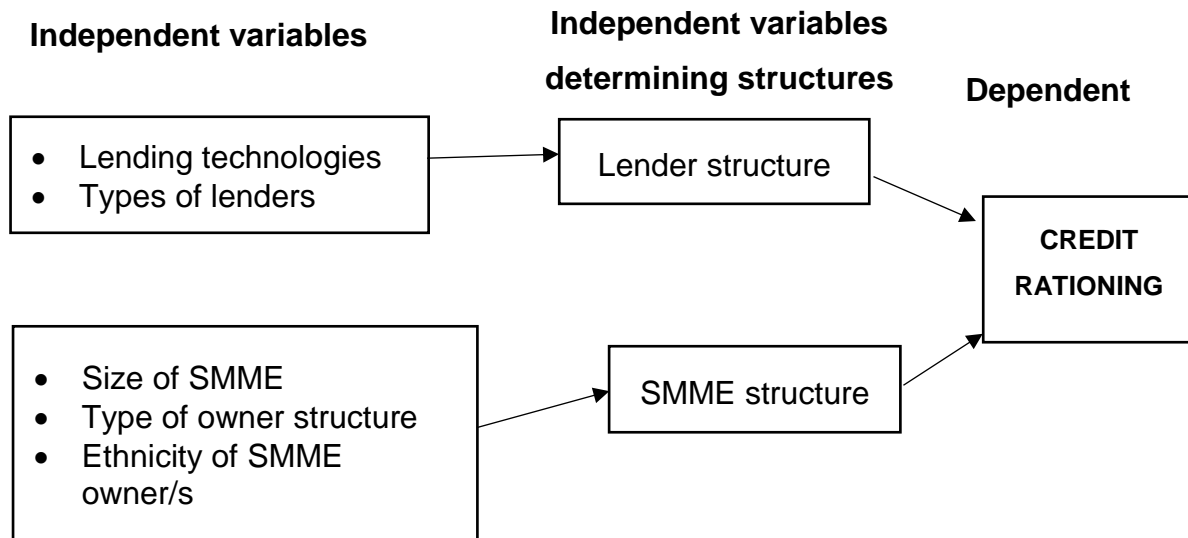 Independent variables
Independent variables
determining structures
Dependent
• Lending technologies
• Types of lenders
Lender structure
CREDIT
RATIONING
• Size of SMME
• Type of owner structure
• Ethnicity of SMME
owner/s
SMME structure